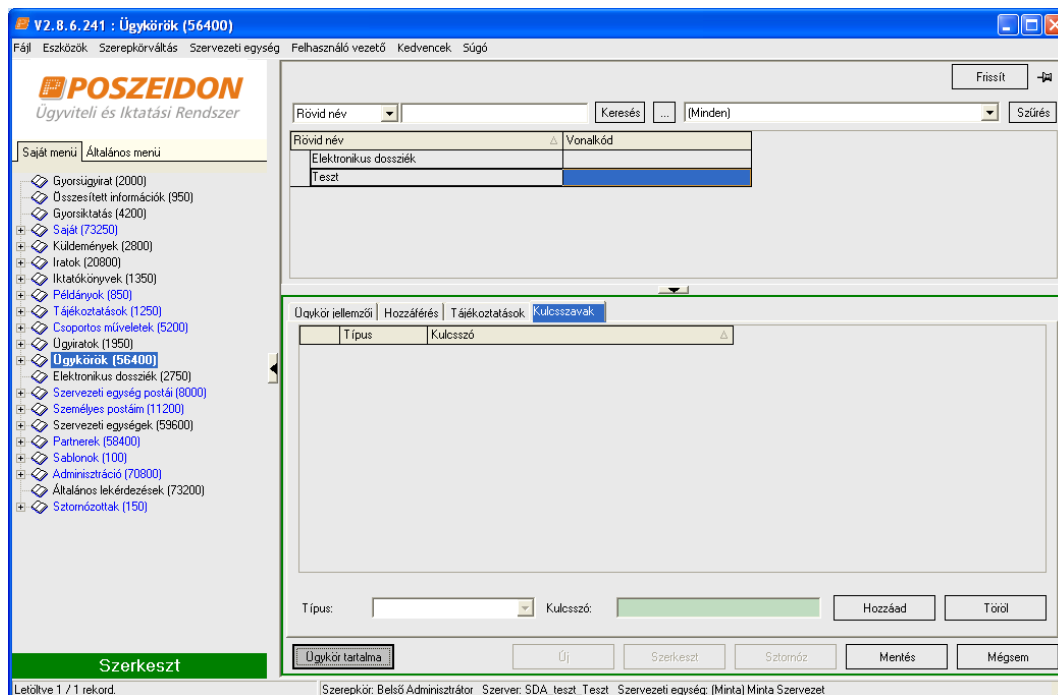 V2.8.6.241 : Ügykörök (56400)
Fájl Eszközök Szerepkörváltás Szervezeti egység Felhasználó vezető Kedvencek Súgó
POSZEIDON
Ügyviteli és Iktatási Rendszer
Frissít
Rövid név Keresés ... (Minden) Szűrés
Rövid név Vonalkód
Elektronikus dossziék
Teszt
Saját menü Általános menü
Gyorsügyirat (2000)
Összesített információk (950)
Gyorsiktatás (4200)
Saját (73250)
Küldemények (2800)
Iratok (20800)
Iktatókönyvek (1350)
Példányok (850)
Tájékoztatások (1250)
Csoportos műveletek (5200)
Ügyiratok (1950)
Ügykörök (56400)
Elektronikus dossziék (2750)
Szervezeti egység postái (8000)
Személyes postáim (11200)
Szervezeti egységek (59600)
Partnerek (58400)
Sablonok (100)
Adminisztráció (70800)
Általános lekérdezések (73200)
Sztornózottak (150)
Ügykör jellemzői Hozzáférés Tájékoztatások Kulcsszavak
Típus Kulcsszó
Típus: Kulcsszó: Hozzáad Töröl
Szerkeszt
Ügykör tartalma Új Szerkeszt Sztornóz Mentés Mégsem
Letöltve 1 / 1 rekord. Szerepkör: Belső Adminisztrátor Szerver: SDA_teszt_Teszt Szervezeti egység: (Minta) Minta Szervezet